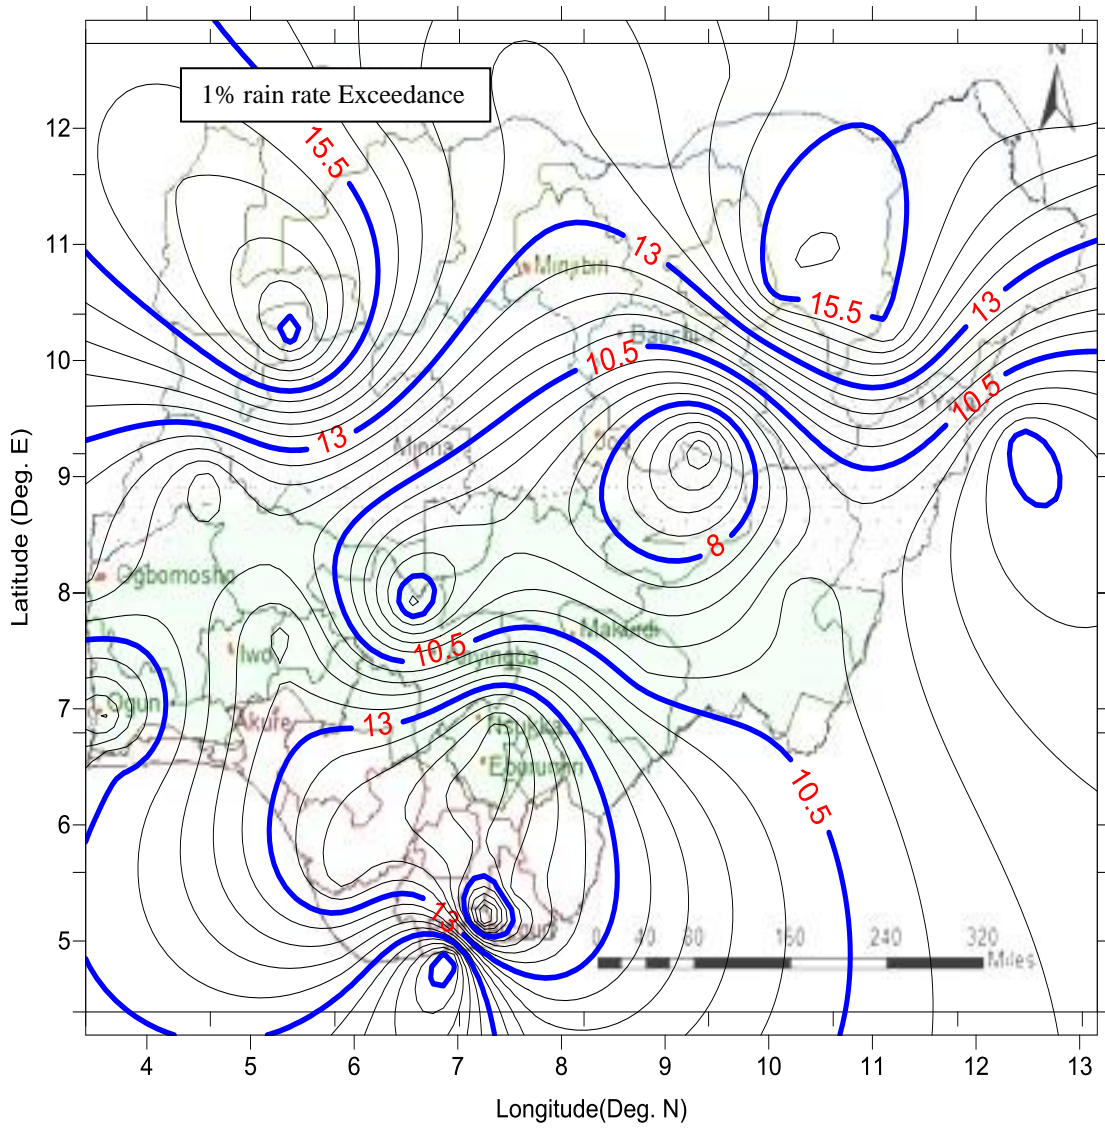 N
1% rain rate Exceedance
12
15.5
11
13
Minjibir
15.5
13
Bauchi
10
10.5
10.5
Yola
13
Minna
Jos
9
8
Latitude (Deg. E)
Ogbomosho
8
Makurdi
10.5
Anyingba
Iwo
7
Ogun
Akure
13
Nsukka
10.5
6
13
5
0 40 80 160 240 320
Miles
4 5 6 7 8 9 10 11 12 13
Longitude(Deg. N)